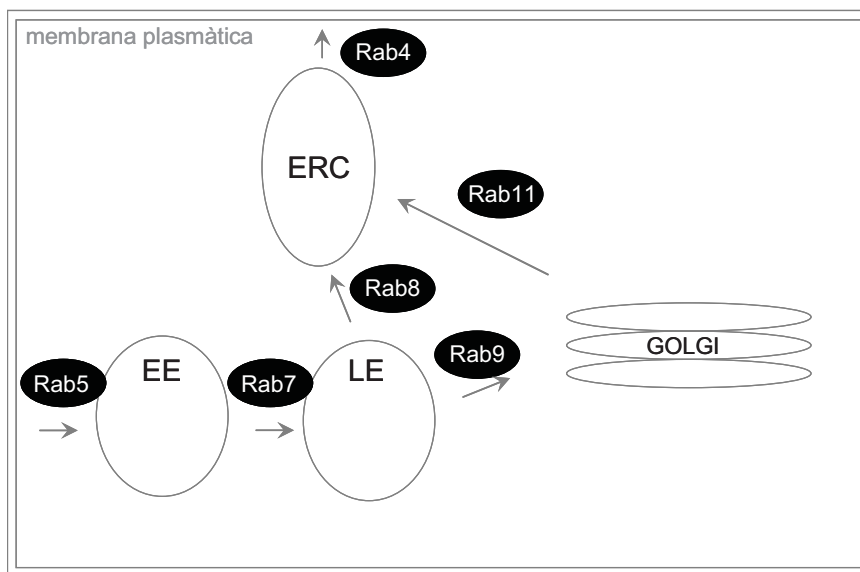 membrana plasmàtica
Rab4
ERC
Rab11
Rab8
GOLGI
Rab9
Rab5
EE
Rab7
LE